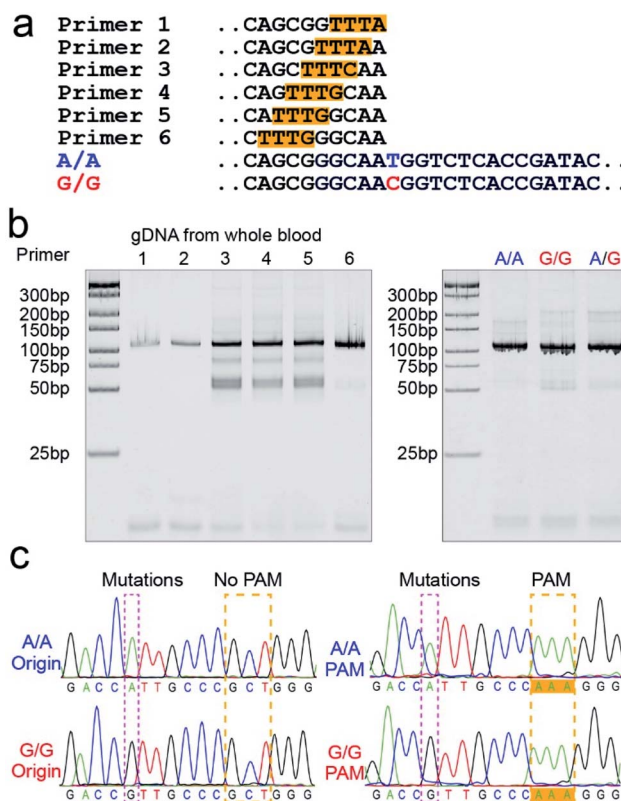 a
Primer 1 ..CAGCGGTTTA
Primer 2 ..CAGCGTTTAA
Primer 3 ..CAGCTTTCAA
Primer 4 ..CAGTTTGCAA
Primer 5 ..CATTTGGCAA
Primer 6 ..CTTTGGGCAA
A/A ..CAGCGGGCAATGGTCTCACCGATAC..
G/G ..CAGCGGGCAACGGTCTCACCGATAC..
b
gDNA from whole blood
Primer 1 2 3 4 5 6
300bp
200bp
150bp
100bp
75bp
50bp
25bp
A/A G/G A/G
300bp
200bp
150bp
100bp
75bp
50bp
25bp
c
Mutations No PAM
A/A Origin
G A C C A T T G C C C G C T G G G
G/G Origin
G A C C G T T G C C C G C T G G G
Mutations PAM
A/A PAM
G A C C A T T G C C C A A A G G G
G/G PAM
G A C C G T T G C C C A A A G G G